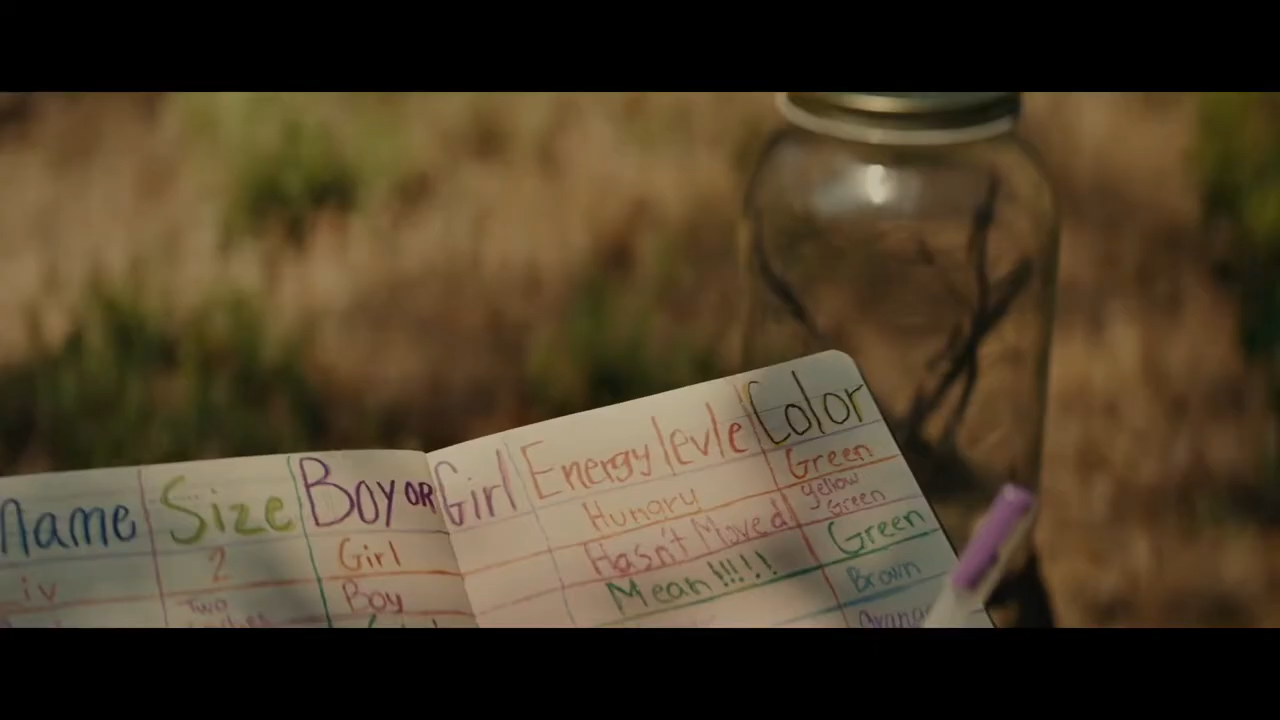 Name Size Boy OR Girl Energy levle Color
iv 2 Girl Hungry Green
Two Boy Hasn't Moved Yellow Green
Mean!!!!! Green
Brown